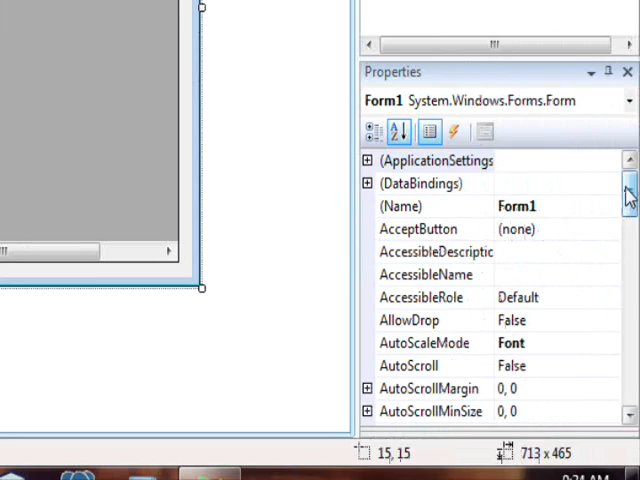 Properties
Form1 System.Windows.Forms.Form
(ApplicationSettings
(DataBindings)
(Name) Form1
AcceptButton (none)
AccessibleDescriptic
AccessibleName
AccessibleRole Default
AllowDrop False
AutoScaleMode Font
AutoScroll False
AutoScrollMargin 0, 0
AutoScrollMinSize 0, 0
15, 15 713 x 465